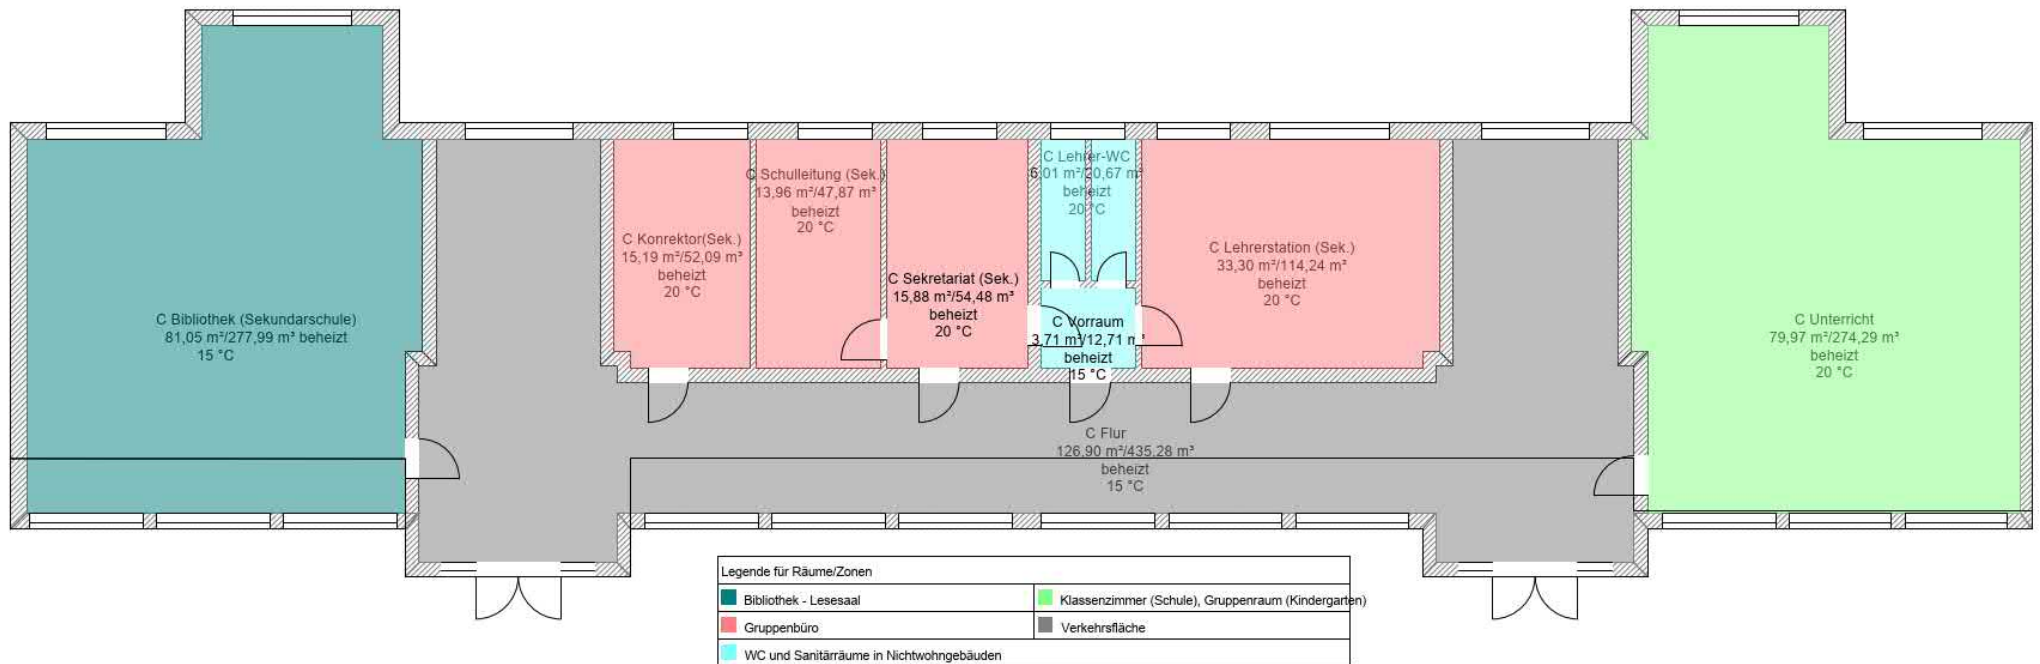 C Bibliothek (Sekundarschule)
81,05 m²/277,99 m³ beheizt
15 °C
C Konrektor(Sek.)
15,19 m²/52,09 m³
beheizt
20 °C
C Schulleitung (Sek.)
13,96 m²/47,87 m³
beheizt
20 °C
C Sekretariat (Sek.)
15,88 m²/54,48 m³
beheizt
20 °C
C Lehrer-WC
6,01 m²/20,67 m³
beheizt
20 °C
C Vorraum
3,71 m²/12,71 m³
beheizt
15 °C
C Lehrerstation (Sek.)
33,30 m²/114,24 m³
beheizt
20 °C
C Unterricht
79,97 m²/274,29 m³
beheizt
20 °C
C Flur
126,90 m²/435,28 m³
beheizt
15 °C
Legende für Räume/Zonen
Bibliothek - Lesesaal
Klassenzimmer (Schule), Gruppenraum (Kindergarten)
Gruppenbüro
Verkehrsfläche
WC und Sanitärräume in Nichtwohngebäuden